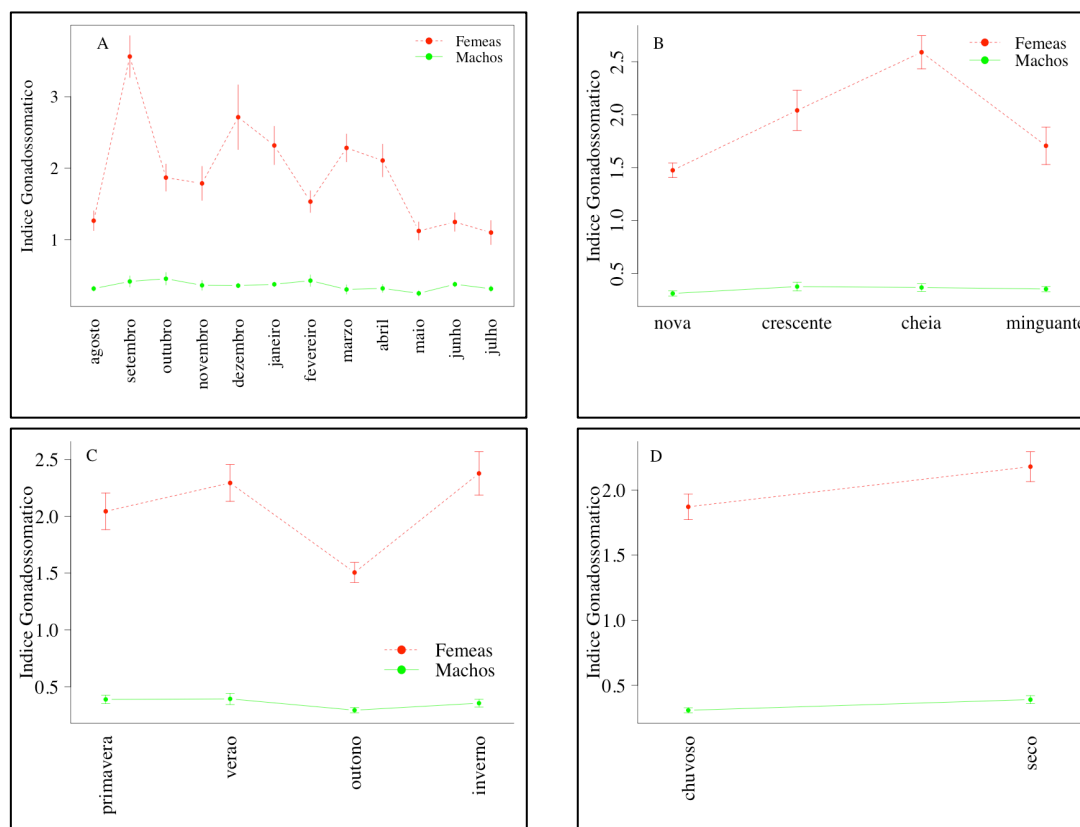 A
Femeas
Machos
Indice Gonadossomatico
3
2
1
agosto
setembro
outubro
novembro
dezembro
janeiro
fevereiro
marzo
abril
maio
junho
julho
B
Femeas
Machos
Indice Gonadossomatico
2.5
2.0
1.5
1.0
0.5
nova
crescente
cheia
minguante
C
Indice Gonadossomatico
2.5
2.0
1.5
1.0
0.5
Femeas
Machos
primavera
verao
outono
inverno
D
Indice Gonadossomatico
2.0
1.5
1.0
0.5
chuvoso
seco